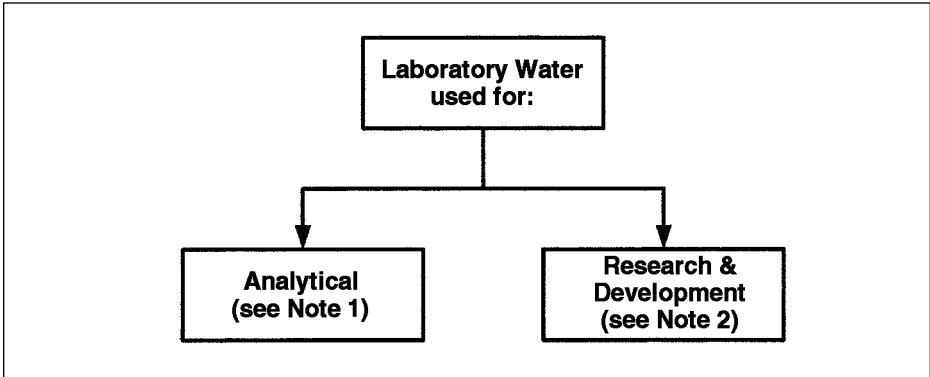 Laboratory Water
used for:
Analytical
(see Note 1)
Research &
Development
(see Note 2)